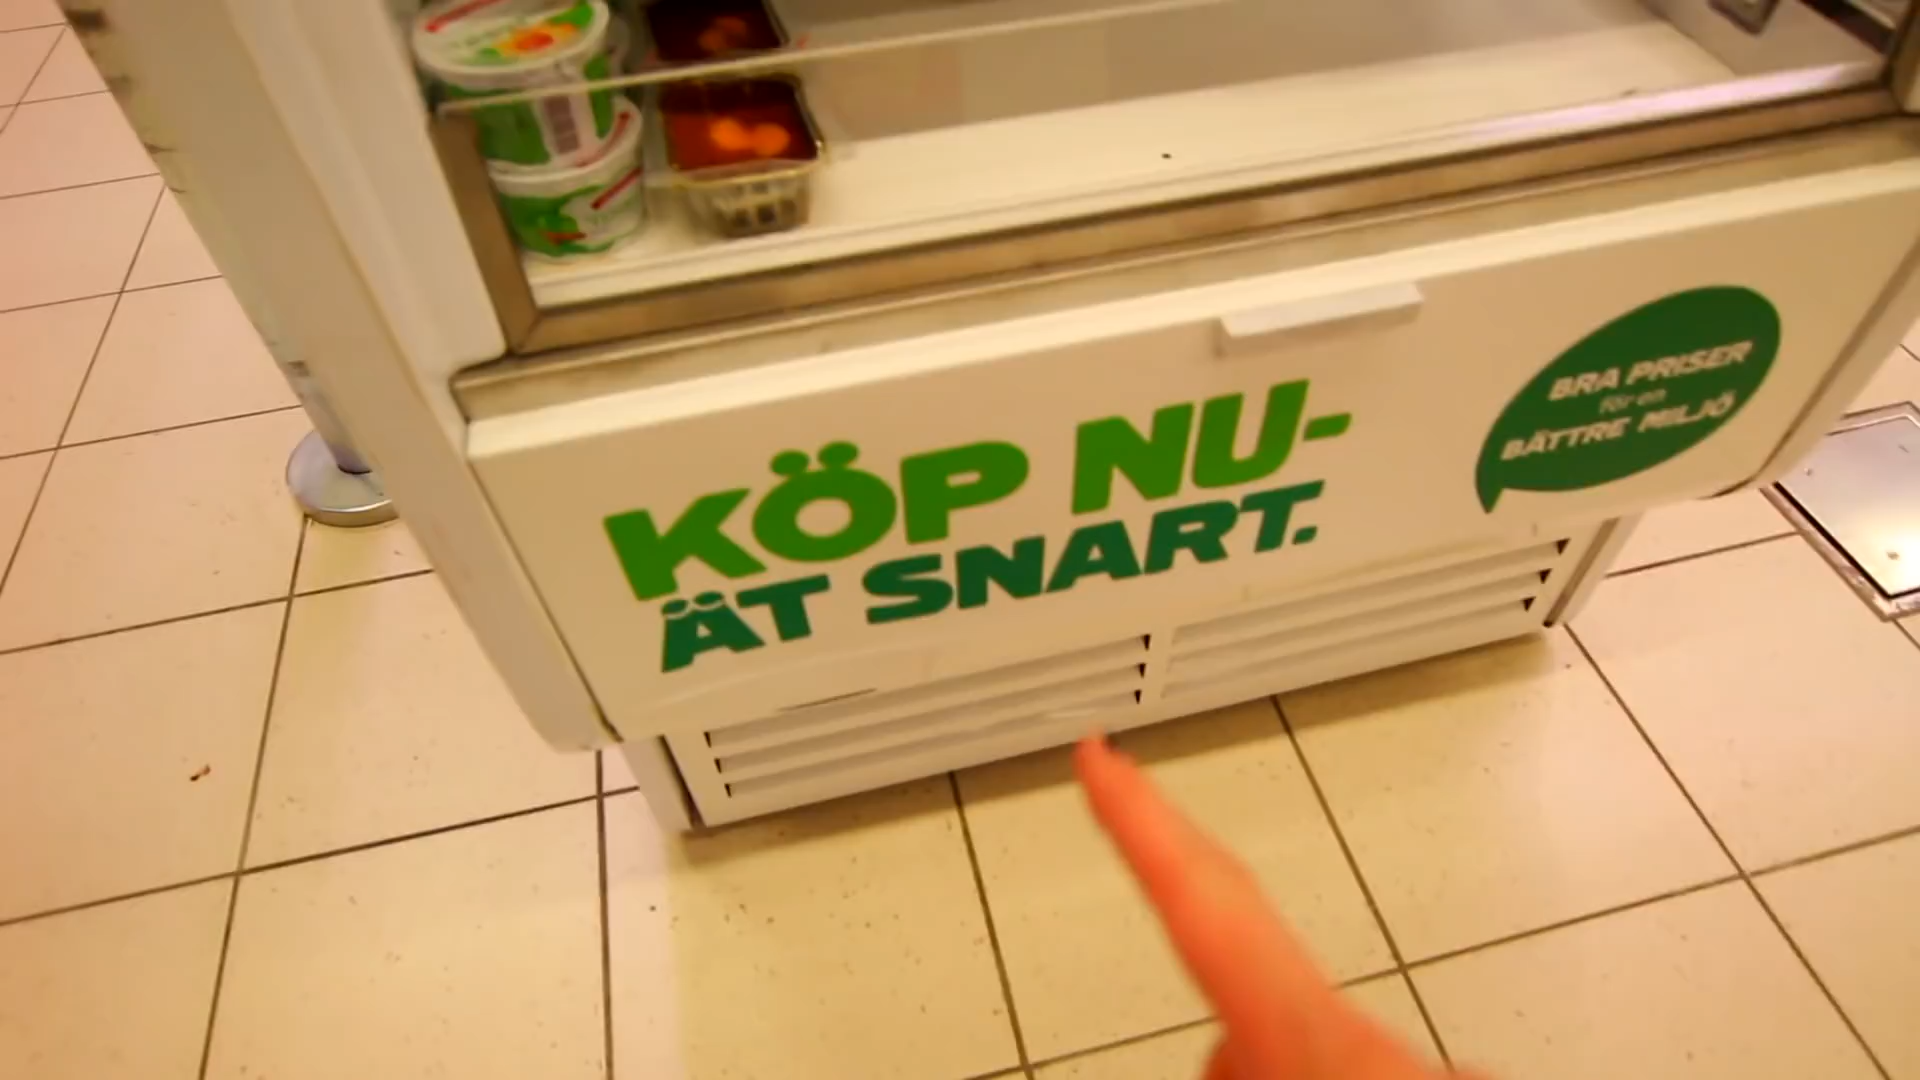 KÖP NU-
ÄT SNART.
BRA PRISER
för en
BÄTTRE MILJÖ